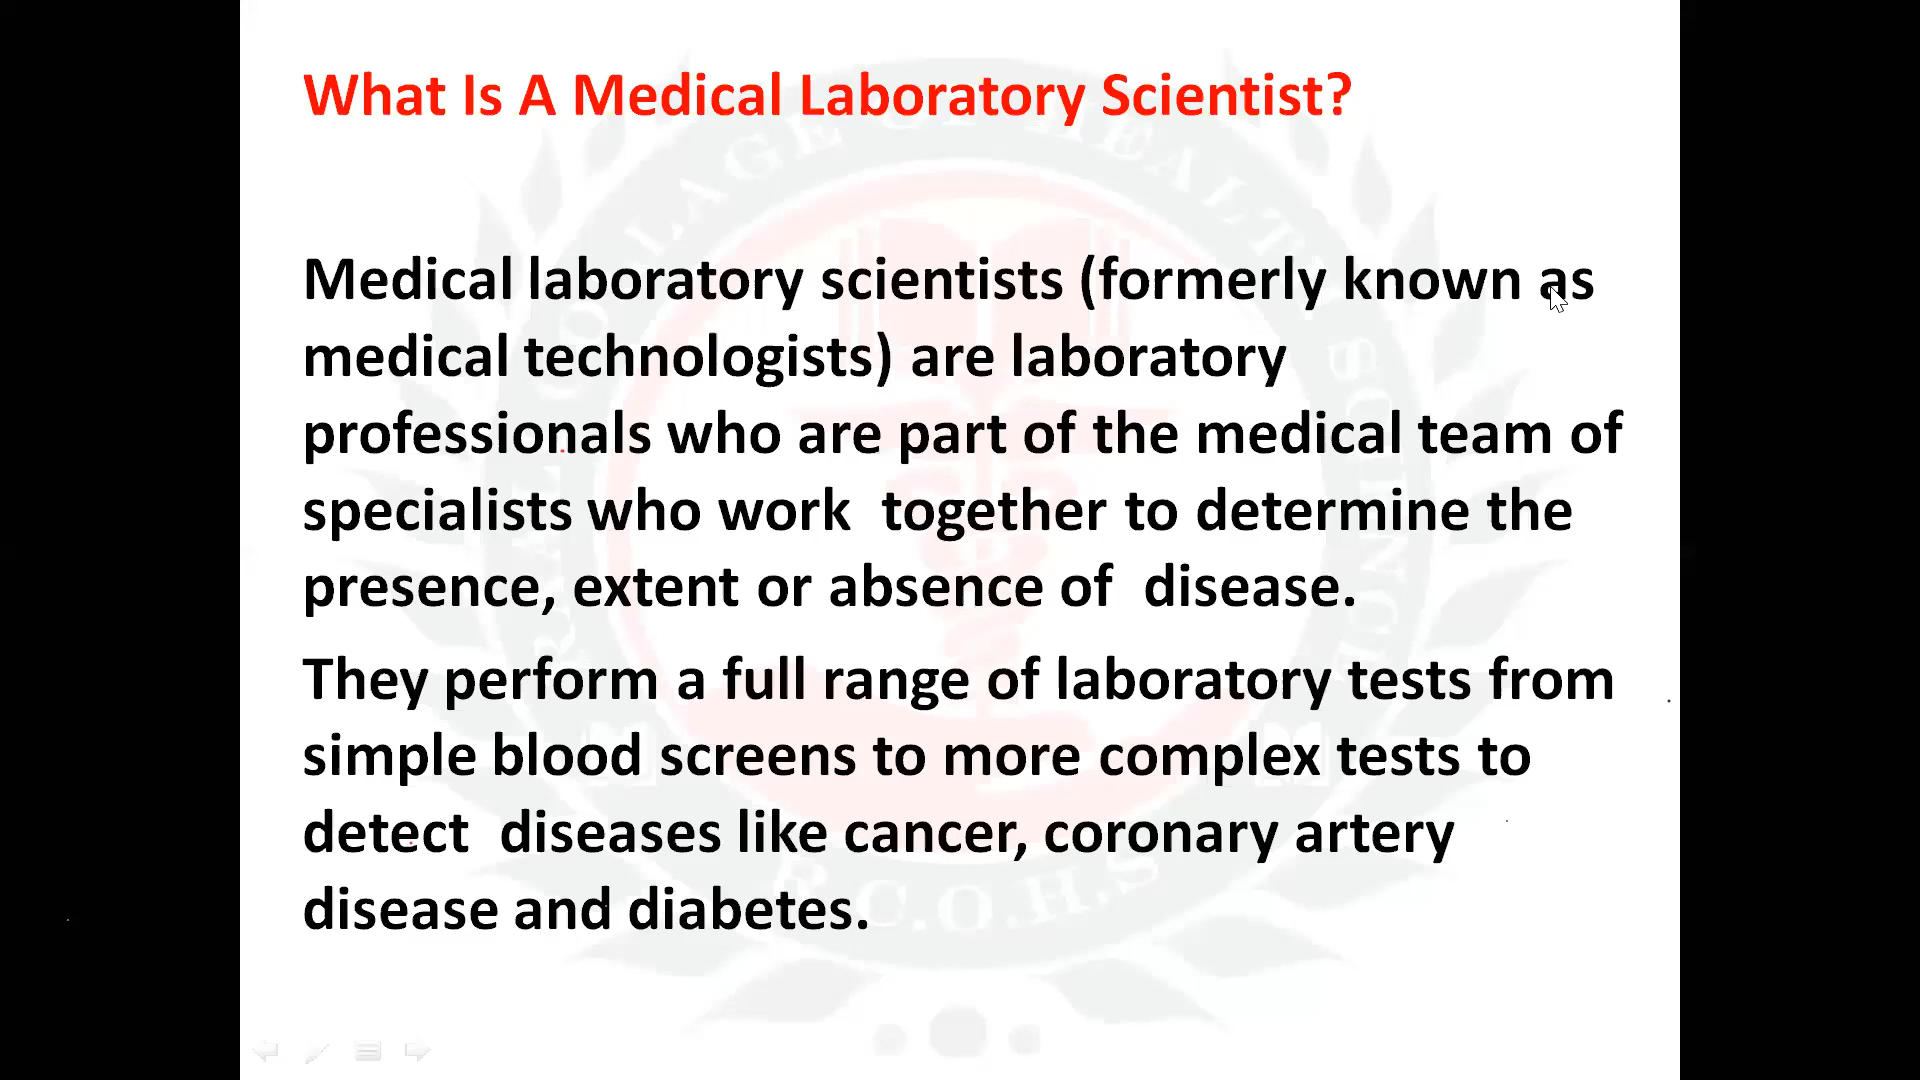 What Is A Medical Laboratory Scientist?
Medical laboratory scientists (formerly known as
medical technologists) are laboratory
professionals who are part of the medical team of
specialists who work  together to determine the
presence, extent or absence of  disease.
They perform a full range of laboratory tests from
simple blood screens to more complex tests to
detect  diseases like cancer, coronary artery
disease and diabetes.
R.C.O.H.S